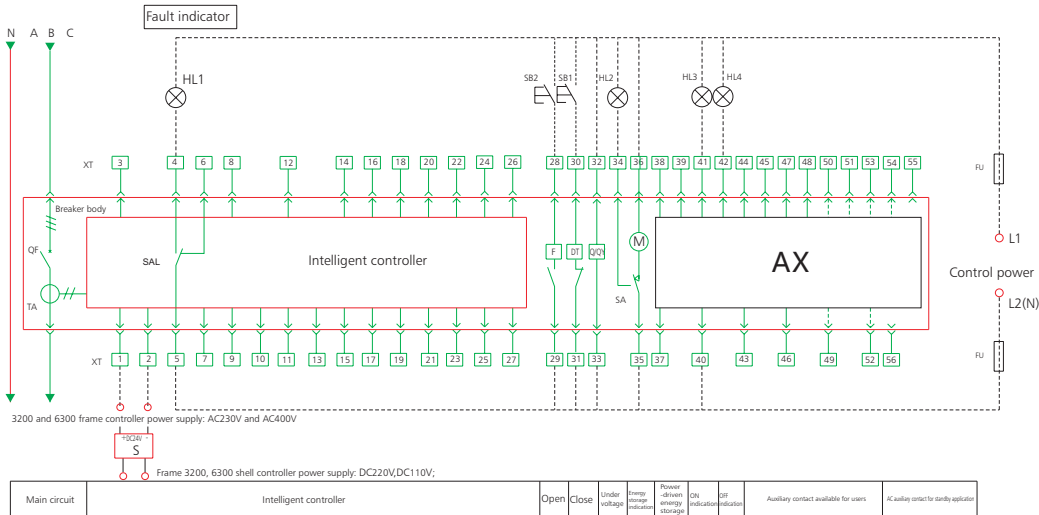 Fault indicator
N A B C
HL1
SB2 SB1 HL2 HL3 HL4
XT 3 4 6 8 12 14 16 18 20 22 24 26 28 30 32 34 36 38 39 41 42 44 45 47 48 50 51 53 54 55
FU
Breaker body
QF
SAL
Intelligent controller
F DT Q/QY M
AX
L1
Control power
L2(N)
TA
SA
XT 1 2 5 7 9 10 11 13 15 17 19 21 23 25 27 29 31 33 35 37 40 43 46 49 52 56
FU
3200 and 6300 frame controller power supply: AC230V and AC400V
+DC24V -
S
Frame 3200, 6300 shell controller power supply: DC220V,DC110V;
Main circuit
Intelligent controller
Open
Close
Under
voltage
Energy
storage
indication
Power
-driven
energy
storage
ON
indication
OFF
indication
Auxiliary contact available for users
AC auxiliary contact for standby application